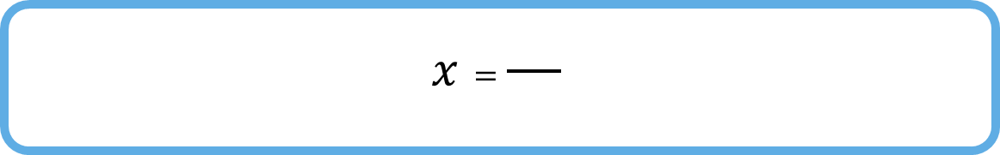 x = —